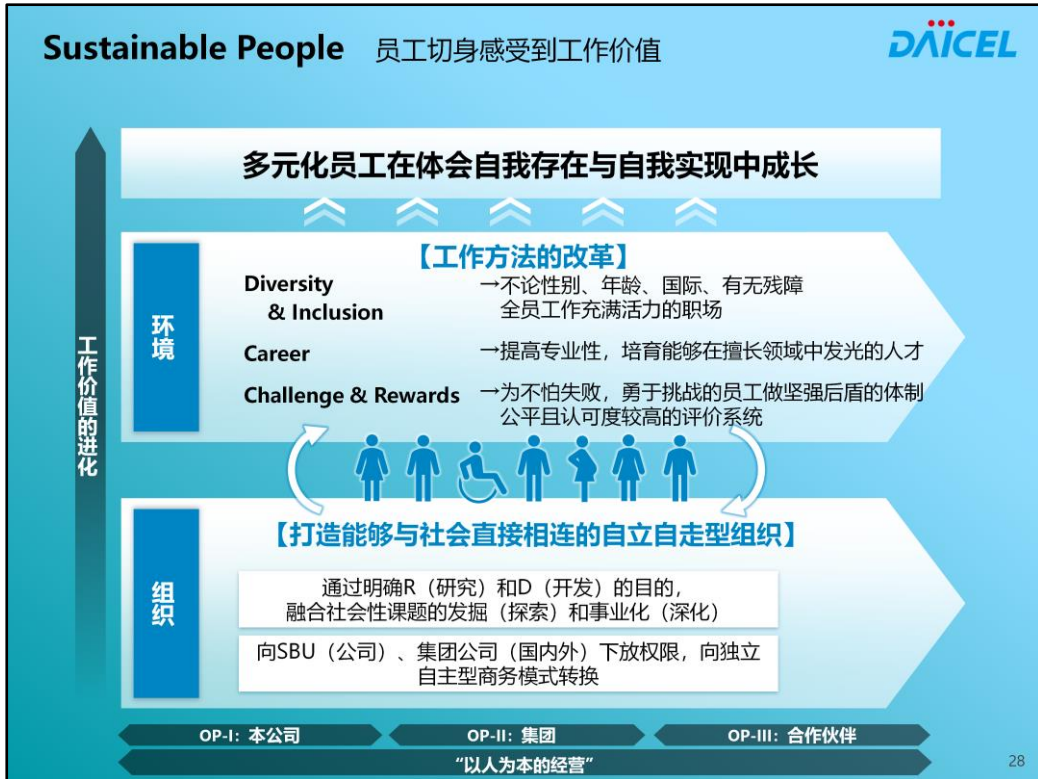 Sustainable People 员工切身感受到工作价值
DAICEL
多元化员工在体会自我存在与自我实现中成长
工作价值的进化
环境
【工作方法的改革】
Diversity
& Inclusion
→不论性别、年龄、国际、有无残障
全员工作充满活力的职场
Career
→提高专业性，培育能够在擅长领域中发光的人才
Challenge & Rewards
→为不怕失败，勇于挑战的员工做坚强后盾的体制
公平且认可度较高的评价系统
组织
【打造能够与社会直接相连的自立自走型组织】
通过明确R（研究）和D（开发）的目的，
融合社会性课题的发掘（探索）和事业化（深化）
向SBU（公司）、集团公司（国内外）下放权限，向独立
自主型商务模式转换
OP-I: 本公司
OP-II: 集团
OP-III: 合作伙伴
“以人为本的经营”
28